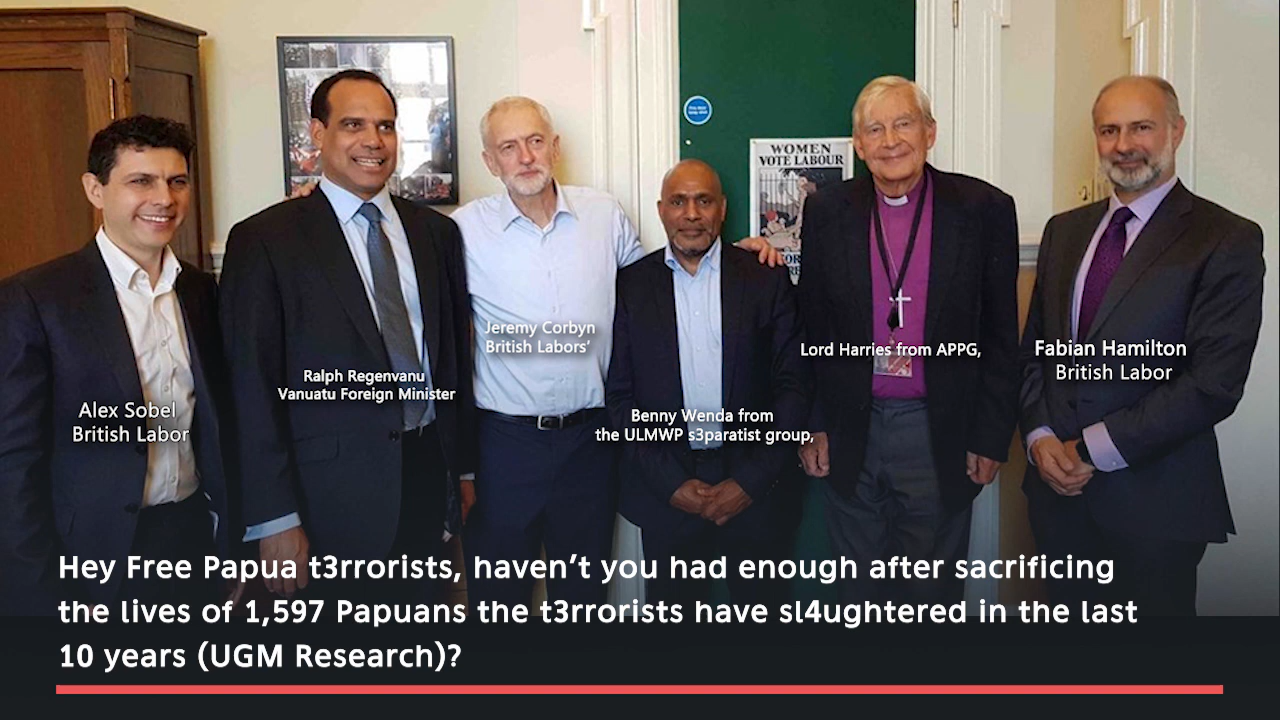 WOMEN
VOTE LABOUR
Alex Sobel
British Labor
Ralph Regenvanu
Vanuatu Foreign Minister
Jeremy Corbyn
British Labors’
Benny Wenda from
the ULMWP s3paratist group,
Lord Harries from APPG,
Fabian Hamilton
British Labor
Hey Free Papua t3rrorists, haven’t you had enough after sacrificing
the lives of 1,597 Papuans the t3rrorists have sl4ughtered in the last
10 years (UGM Research)?